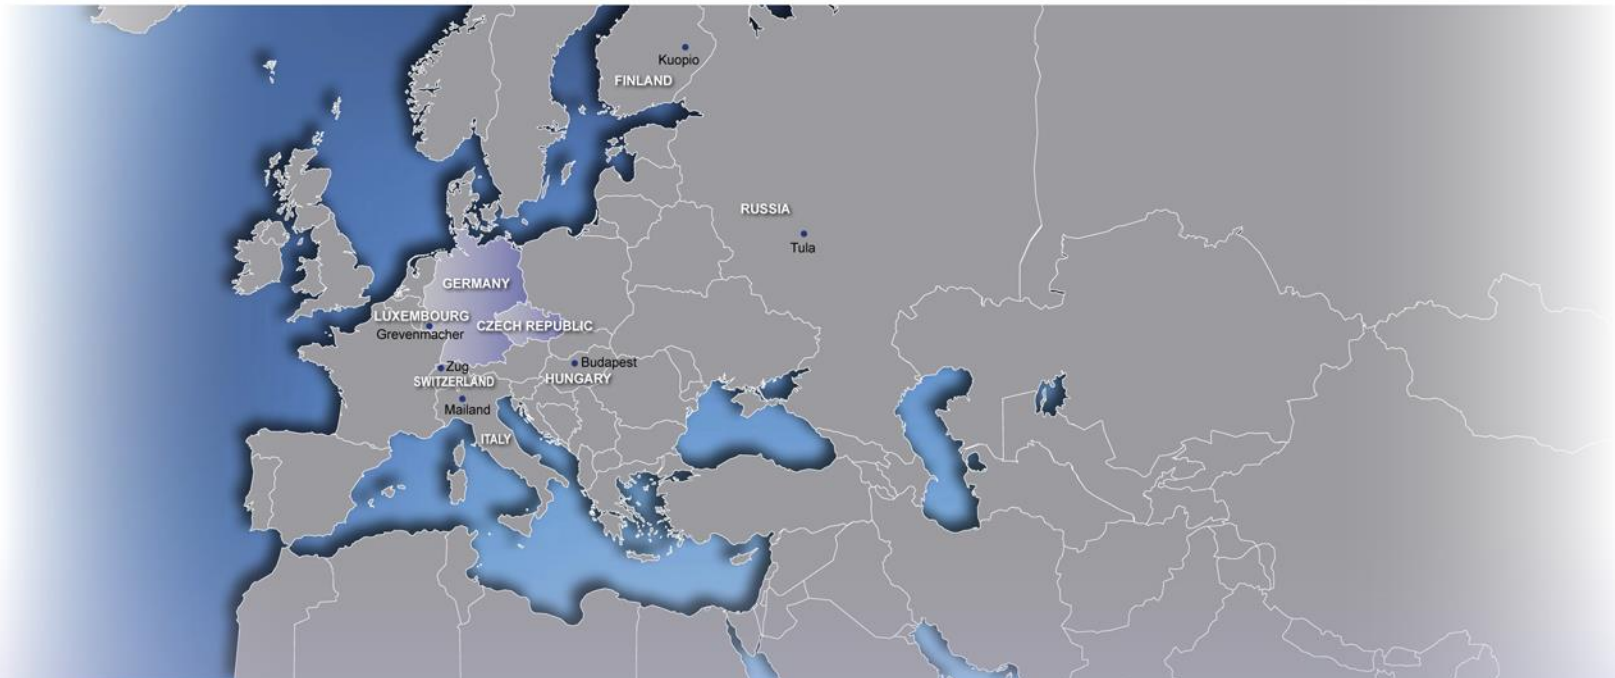 Kuopio
FINLAND
RUSSIA
Tula
GERMANY
LUXEMBOURG
Grevenmacher
CZECH REPUBLIC
Zug
SWITZERLAND
Budapest
HUNGARY
Mailand
ITALY